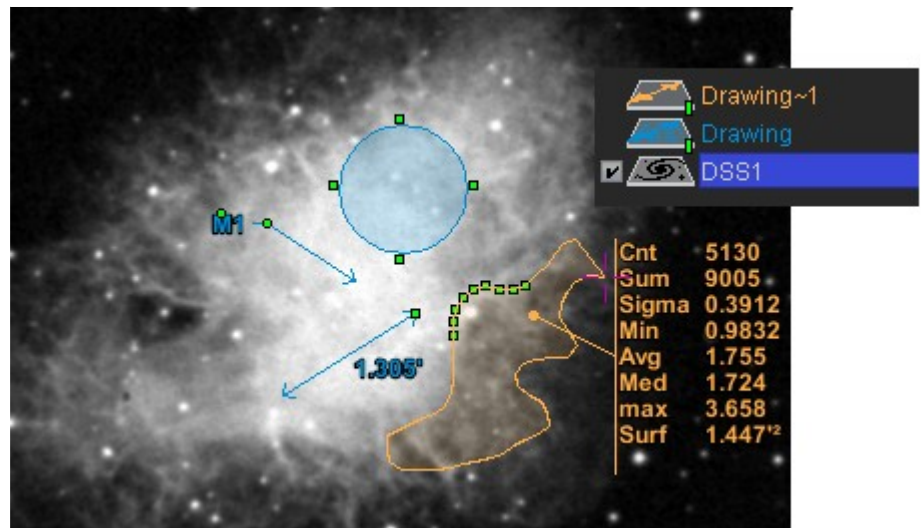 Drawing~1
Drawing
DSS1
M1
1.305'
Cnt 5130
Sum 9005
Sigma 0.3912
Min 0.9832
Avg 1.755
Med 1.724
max 3.658
Surf 1.447"2